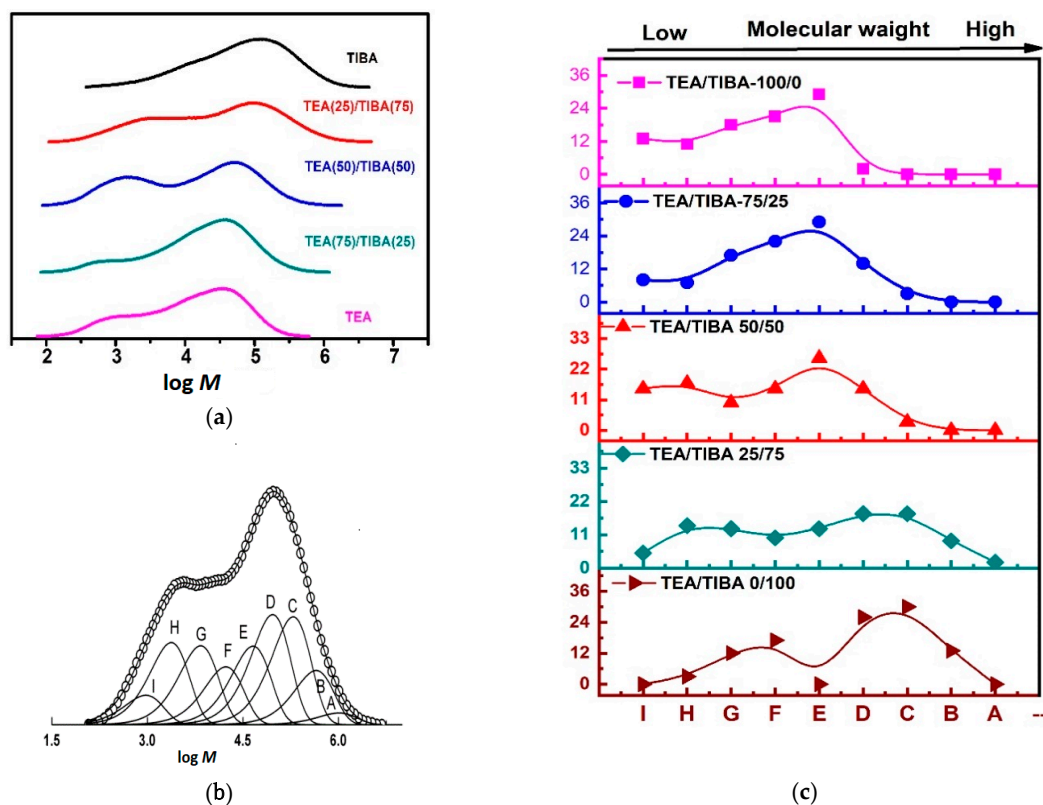 (a)
TIBA
TEA(25)/TIBA(75)
TEA(50)/TIBA(50)
TEA(75)/TIBA(25)
TEA
2 3 4 5 6 7
log M
(a)
H G F E D C
I B A
1.5 3.0 4.5 6.0
log M
(b)
(c)
Molecular weight
Low High
36
24
12
0
TEA/TIBA-100/0
36
24
12
0
TEA/TIBA-75/25
33
22
11
0
TEA/TIBA 50/50
33
22
11
0
TEA/TIBA 25/75
36
24
12
0
TEA/TIBA 0/100
I H G F E D C B A --
(c)